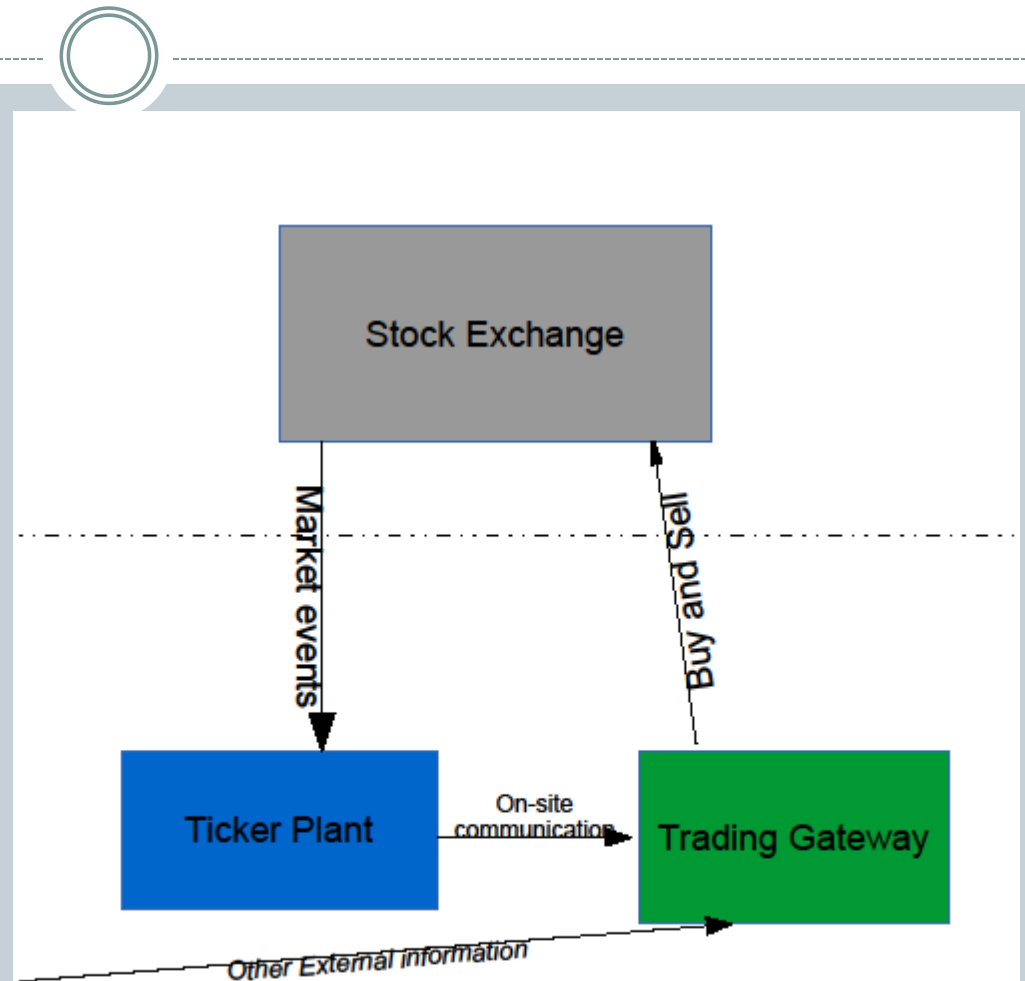 Stock Exchange
Market events
Buy and Sell
Ticker Plant
On-site
communication
Trading Gateway
Other External information